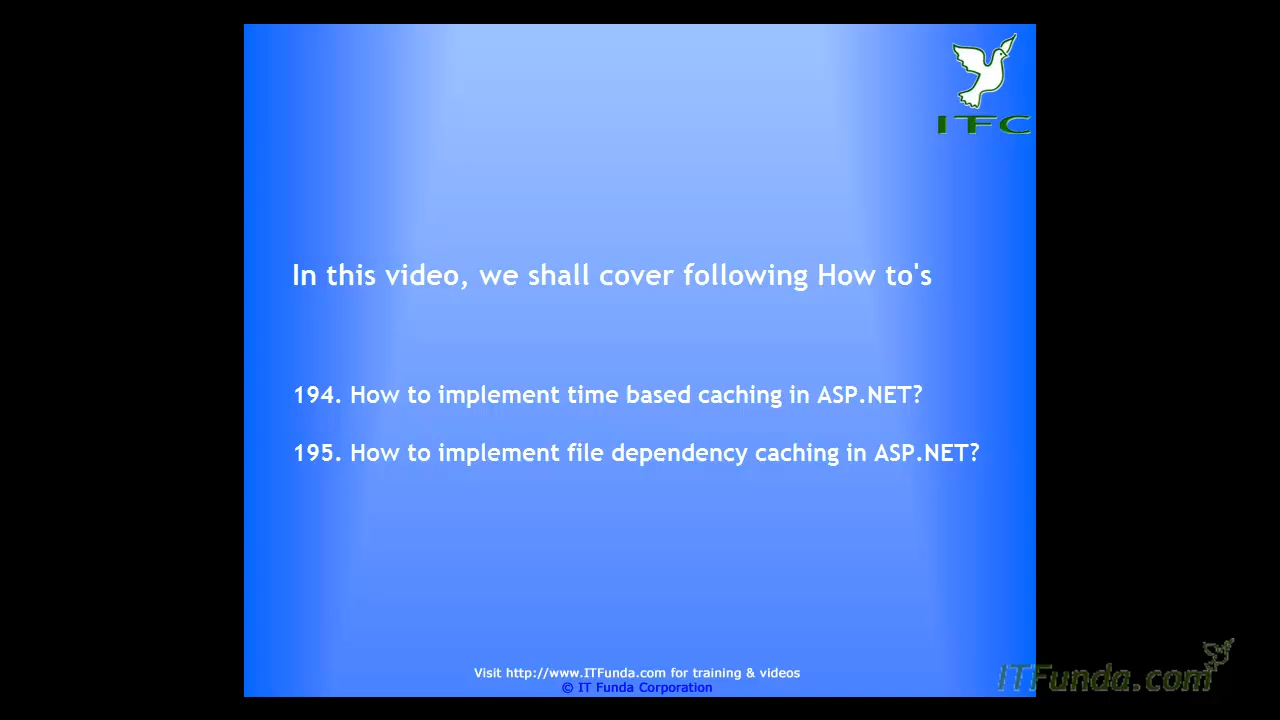 ITFC
In this video, we shall cover following How to's
194. How to implement time based caching in ASP.NET?
195. How to implement file dependency caching in ASP.NET?
Visit http://www.ITFunda.com for training & videos
© IT Funda Corporation
ITFunda.com